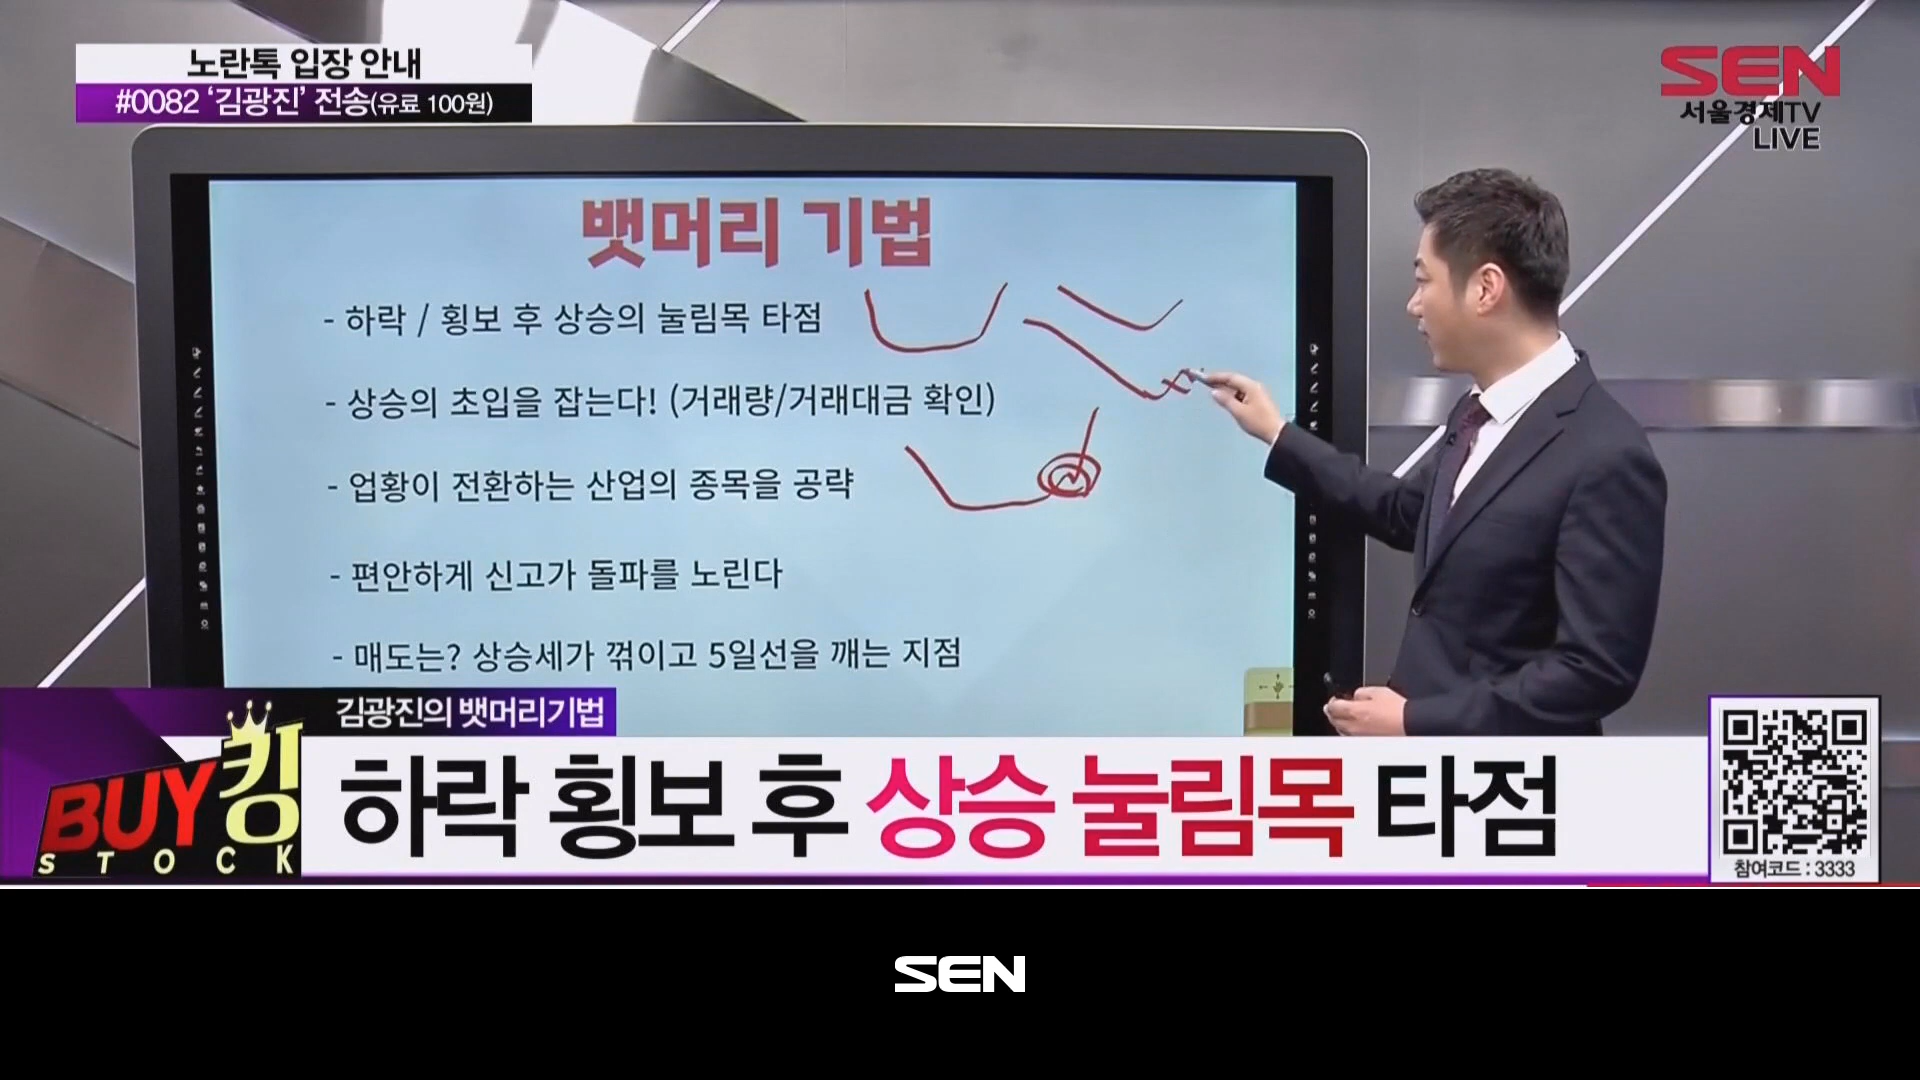 노란톡 입장 안내
#0082 '김광진' 전송(유료 100원)
SEN
서울경제TV
LIVE
뱃머리 기법
- 하락 / 횡보 후 상승의 눌림목 타점
- 상승의 초입을 잡는다! (거래량/거래대금 확인)
- 업황이 전환하는 산업의 종목을 공략
- 편안하게 신고가 돌파를 노린다
- 매도는? 상승세가 꺾이고 5일선을 깨는 지점
김광진의 뱃머리기법
BUY킹
STOCK
하락 횡보 후 상승 눌림목 타점
참여코드 : 3333
SEN